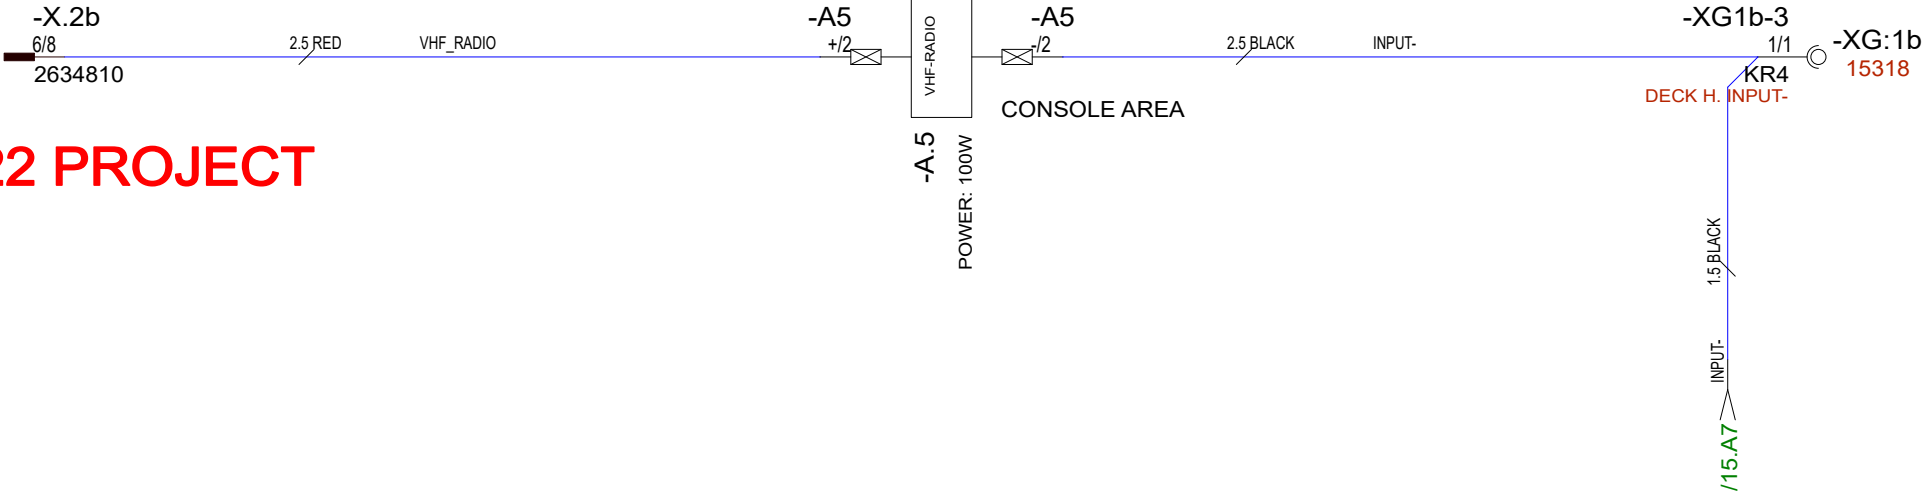 -X.2b
6/8
2634810
2.5 RED
VHF_RADIO
-A5
+/2
VHF-RADIO
-A5
-/2
2.5 BLACK
INPUT-
CONSOLE AREA
-A.5
POWER: 100W
-XG1b-3
1/1
-XG:1b
15318
KR4
DECK H. INPUT-
22 PROJECT
1.5 BLACK
INPUT-
/15.A7